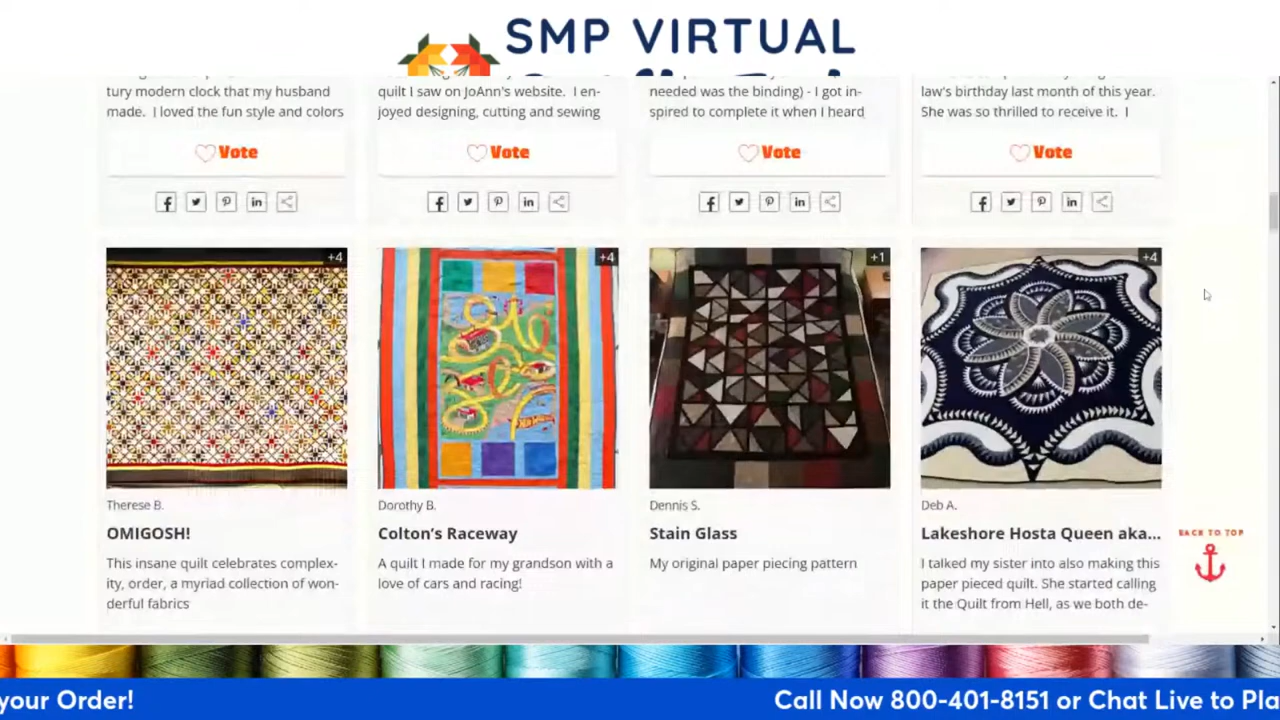 SMP VIRTUAL
tury modern clock that my husband
made. I loved the fun style and colors
quilt I saw on JoAnn's website. I en-
joyed designing, cutting and sewing
needed was the binding) - I got in-
spired to complete it when I heard
law's birthday last month of this year.
She was so thrilled to receive it. I
Vote
Vote
Vote
Vote
+4
+4
+1
+4
Therese B.
OMIGOSH!
This insane quilt celebrates complex-
ity, order, a myriad collection of won-
derful fabrics
Dorothy B.
Colton's Raceway
A quilt I made for my grandson with a
love of cars and racing!
Dennis S.
Stain Glass
My original paper piecing pattern
Deb A.
Lakeshore Hosta Queen aka...
I talked my sister into also making this
paper pieced quilt. She started calling
it the Quilt from Hell, as we both de-
BACK TO TOP
your Order!
Call Now 800-401-8151 or Chat Live to Pla